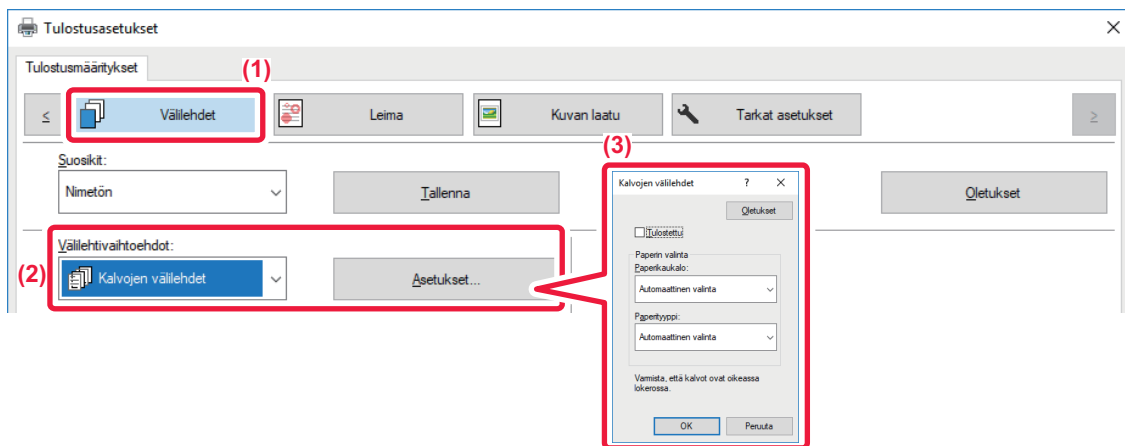 Tulostusasetukset
Tulostusmääritykset
(1)
<
Välilehdet
Leima
Kuvan laatu
Tarkat asetukset
>
Suosikit:
Nimetön
Tallenna
Oletukset
Välilehtivaihtoehdot:
(2)
Kalvojen välilehdet
Asetukset...
(3)
Kalvojen välilehdet
?
Oletukset
Tulostettu
Paperin valinta
Paperikaukalo:
Automaattinen valinta
Paperityyppi:
Automaattinen valinta
Varmista, että kalvot ovat oikeassa
lokerossa.
OK
Peruuta